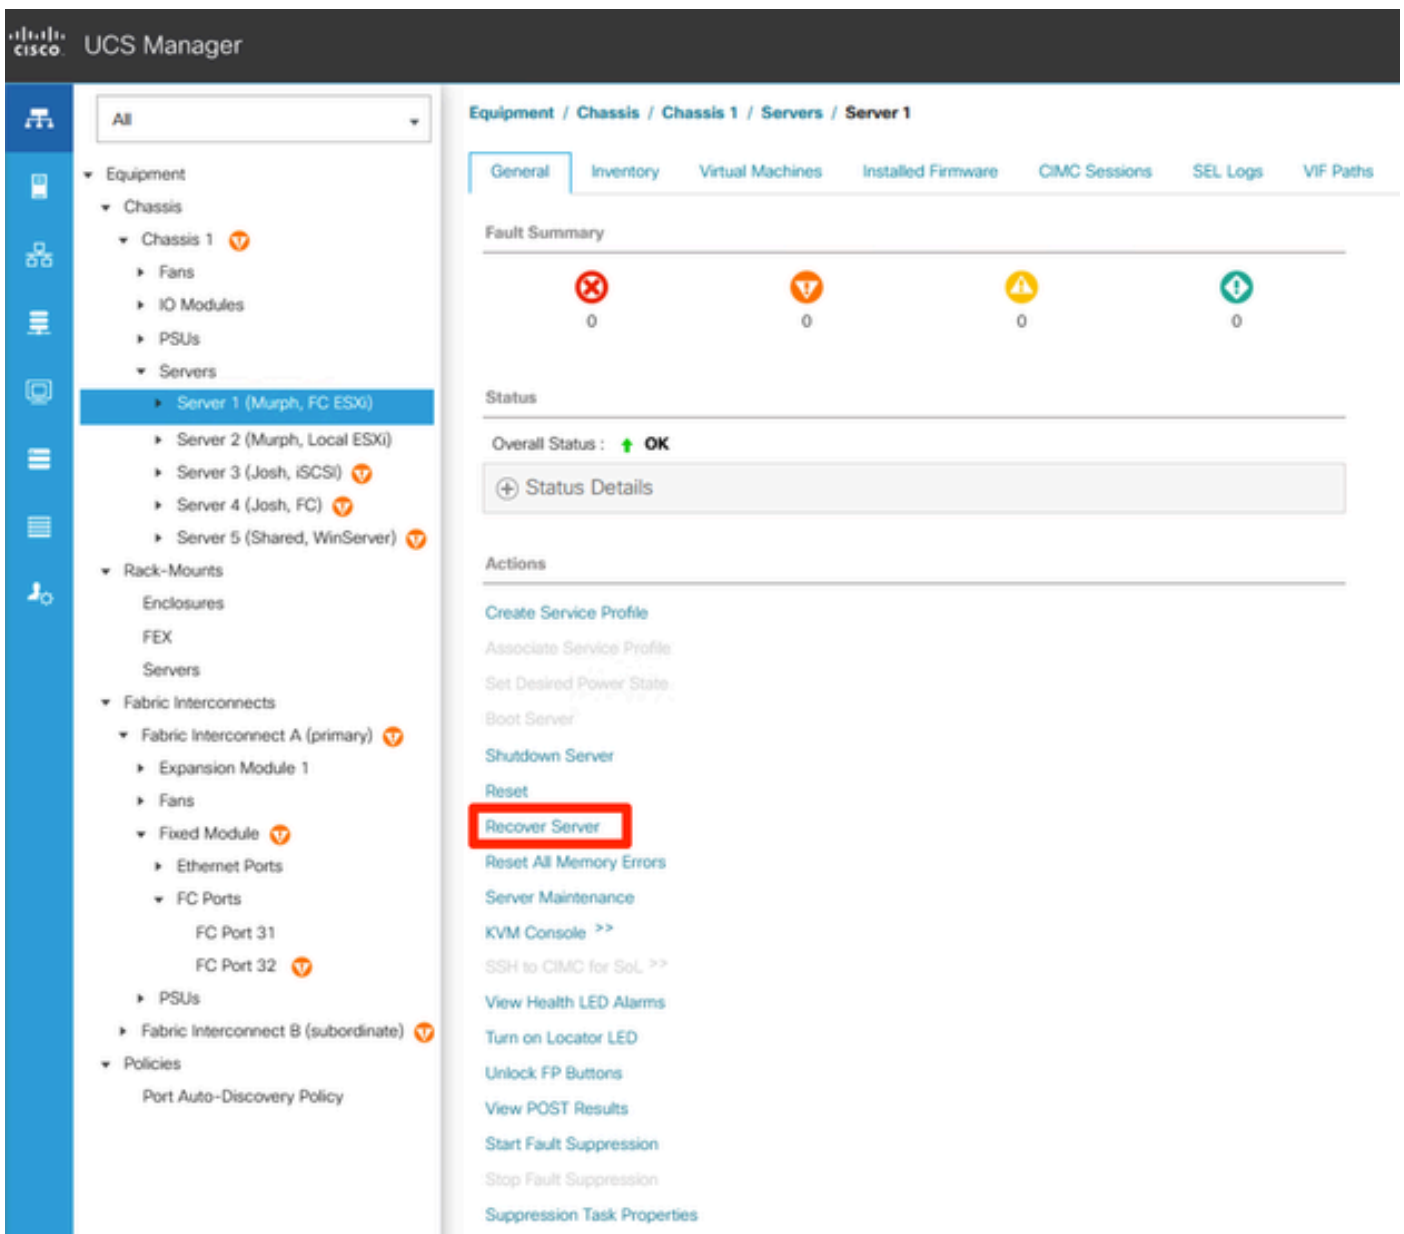 cisco. UCS Manager
All
Equipment
Chassis
Chassis 1
Fans
IO Modules
PSUs
Servers
Server 1 (Murph, FC ESXi)
Server 2 (Murph, Local ESXi)
Server 3 (Josh, iSCSI)
Server 4 (Josh, FC)
Server 5 (Shared, WinServer)
Rack-Mounts
Enclosures
FEX
Servers
Fabric Interconnects
Fabric Interconnect A (primary)
Expansion Module 1
Fans
Fixed Module
Ethernet Ports
FC Ports
FC Port 31
FC Port 32
PSUs
Fabric Interconnect B (subordinate)
Policies
Port Auto-Discovery Policy
Equipment / Chassis / Chassis 1 / Servers / Server 1
General Inventory Virtual Machines Installed Firmware CIMC Sessions SEL Logs VIF Paths
Fault Summary
0 0 0 0
Status
Overall Status : OK
Status Details
Actions
Create Service Profile
Associate Service Profile
Set Desired Power State
Boot Server
Shutdown Server
Reset
Recover Server
Reset All Memory Errors
Server Maintenance
KVM Console >>
SSH to CIMC for SoL >>
View Health LED Alarms
Turn on Locator LED
Unlock FP Buttons
View POST Results
Start Fault Suppression
Stop Fault Suppression
Suppression Task Properties